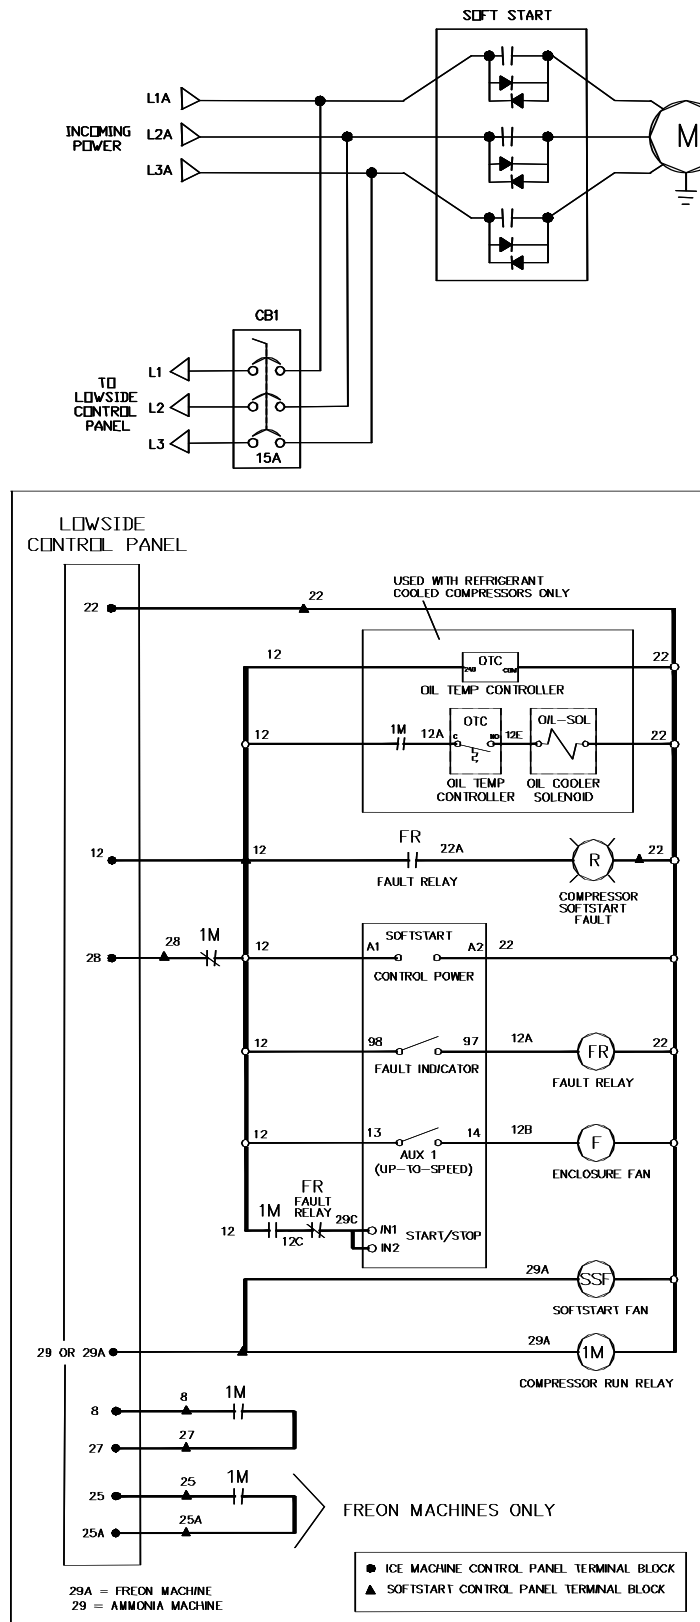 SOFT START
L1A
INCOMING
POWER
L2A
L3A
M
CB1
L1
TO
LOWSIDE
CONTROL
PANEL
L2
L3
15A
LOWSIDE
CONTROL PANEL
USED WITH REFRIGERANT
COOLED COMPRESSORS ONLY
22
22
12
OTC
240
COM
22
OIL TEMP CONTROLLER
12
1M
12A
OTC
C
NO
12E
OIL-SOL
22
OIL TEMP
CONTROLLER
OIL COOLER
SOLENOID
12
12
FR
22A
R
22
FAULT RELAY
COMPRESSOR
SOFTSTART
FAULT
28
28
1M
12
A1
SOFTSTART
A2
22
CONTROL POWER
12
98
97
12A
FR
22
FAULT INDICATOR
FAULT RELAY
12
13
14
12B
F
AUX 1
(UP-TO-SPEED)
ENCLOSURE FAN
12
1M
12C
FR
FAULT
RELAY
29C
IN1
IN2
START/STOP
29A
SSF
SOFTSTART FAN
29 OR 29A
29A
1M
COMPRESSOR RUN RELAY
8
8
1M
27
27
25
25
1M
25A
25A
FREON MACHINES ONLY
29A = FREON MACHINE
29 = AMMONIA MACHINE
ICE MACHINE CONTROL PANEL TERMINAL BLOCK
SOFTSTART CONTROL PANEL TERMINAL BLOCK